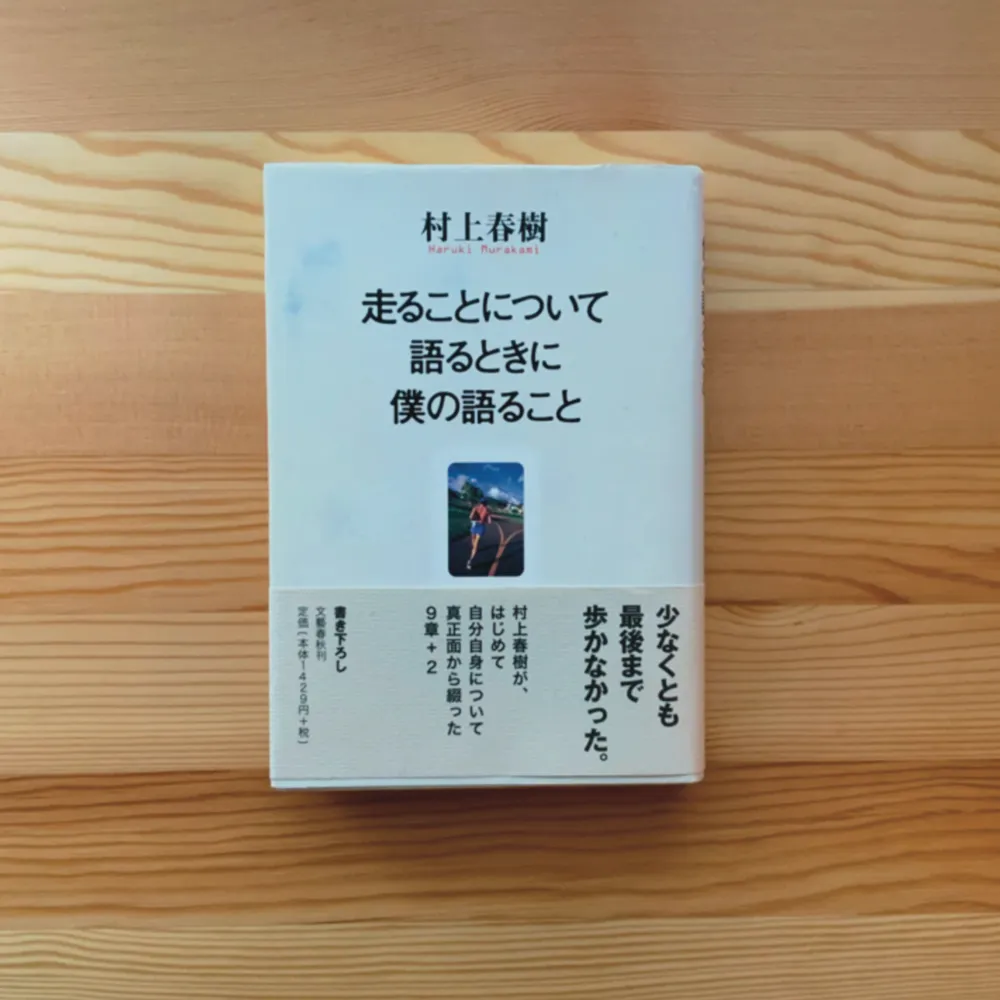 村上春樹
Haruki Murakami
走ることについて
語るときに
僕の語ること
少なくとも
最後まで
歩かなかった。
村上春樹が、
はじめて
自分自身について
真正面から綴った
9章+2
書き下ろし
文藝春秋刊
定価(本体1429円+税)